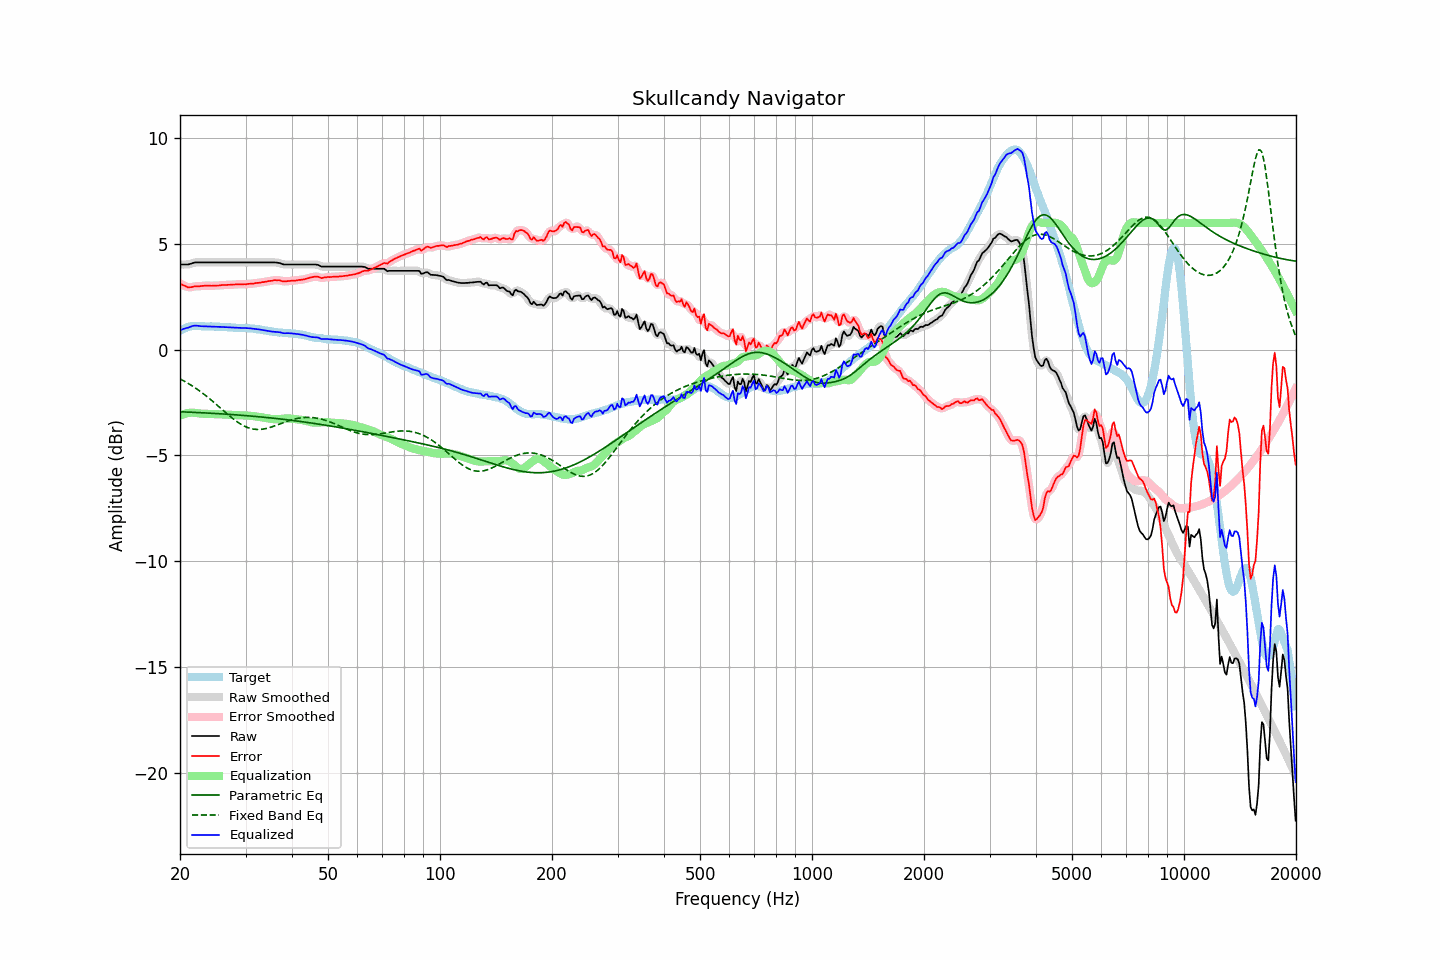 Skullcandy Navigator
Amplitude (dBr)
10
5
0
−5
−10
−15
−20
Target
Raw Smoothed
Error Smoothed
Raw
Error
Equalization
Parametric Eq
Fixed Band Eq
Equalized
20 50 100 200 500 1000 2000 5000 10000 20000
Frequency (Hz)